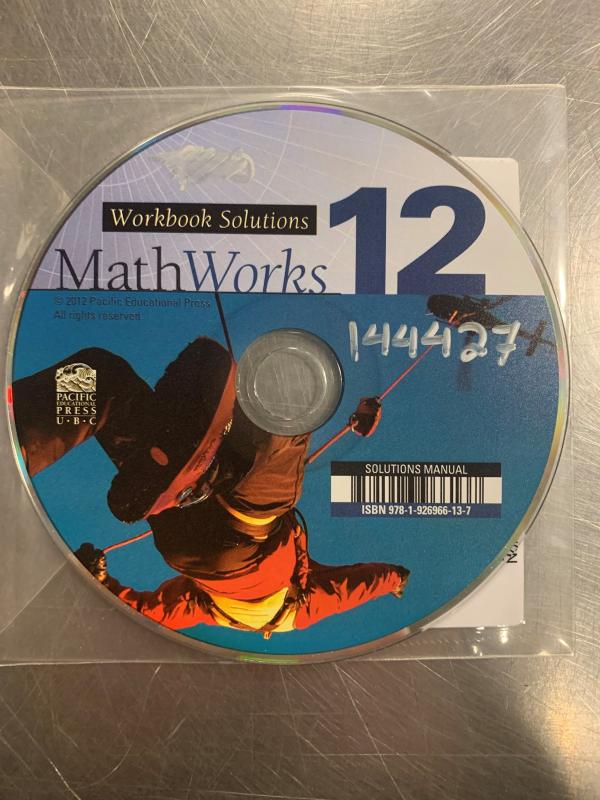 Workbook Solutions
MathWorks 12
© 2012 Pacific Educational Press
All rights reserved
144427
PACIFIC
EDUCATIONAL
PRESS
U·B·C
SOLUTIONS MANUAL
ISBN 978-1-926966-13-7